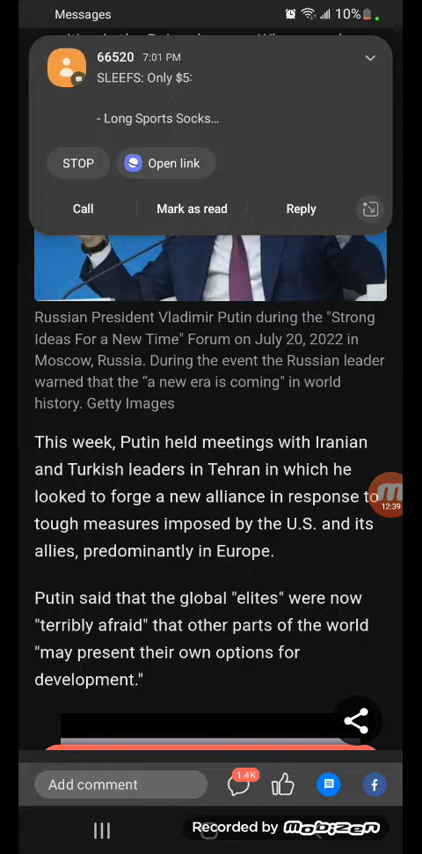 Messages
10%
66520 7:01 PM
SLEEFS: Only $5:
- Long Sports Socks...
STOP
Open link
Call
Mark as read
Reply
Russian President Vladimir Putin during the "Strong
Ideas For a New Time" Forum on July 20, 2022 in
Moscow, Russia. During the event the Russian leader
warned that the “a new era is coming" in world
history. Getty Images
This week, Putin held meetings with Iranian
and Turkish leaders in Tehran in which he
looked to forge a new alliance in response to
12:39
tough measures imposed by the U.S. and its
allies, predominantly in Europe.
Putin said that the global "elites" were now
"terribly afraid" that other parts of the world
"may present their own options for
development."
Add comment
1.4K
Recorded by mobizen